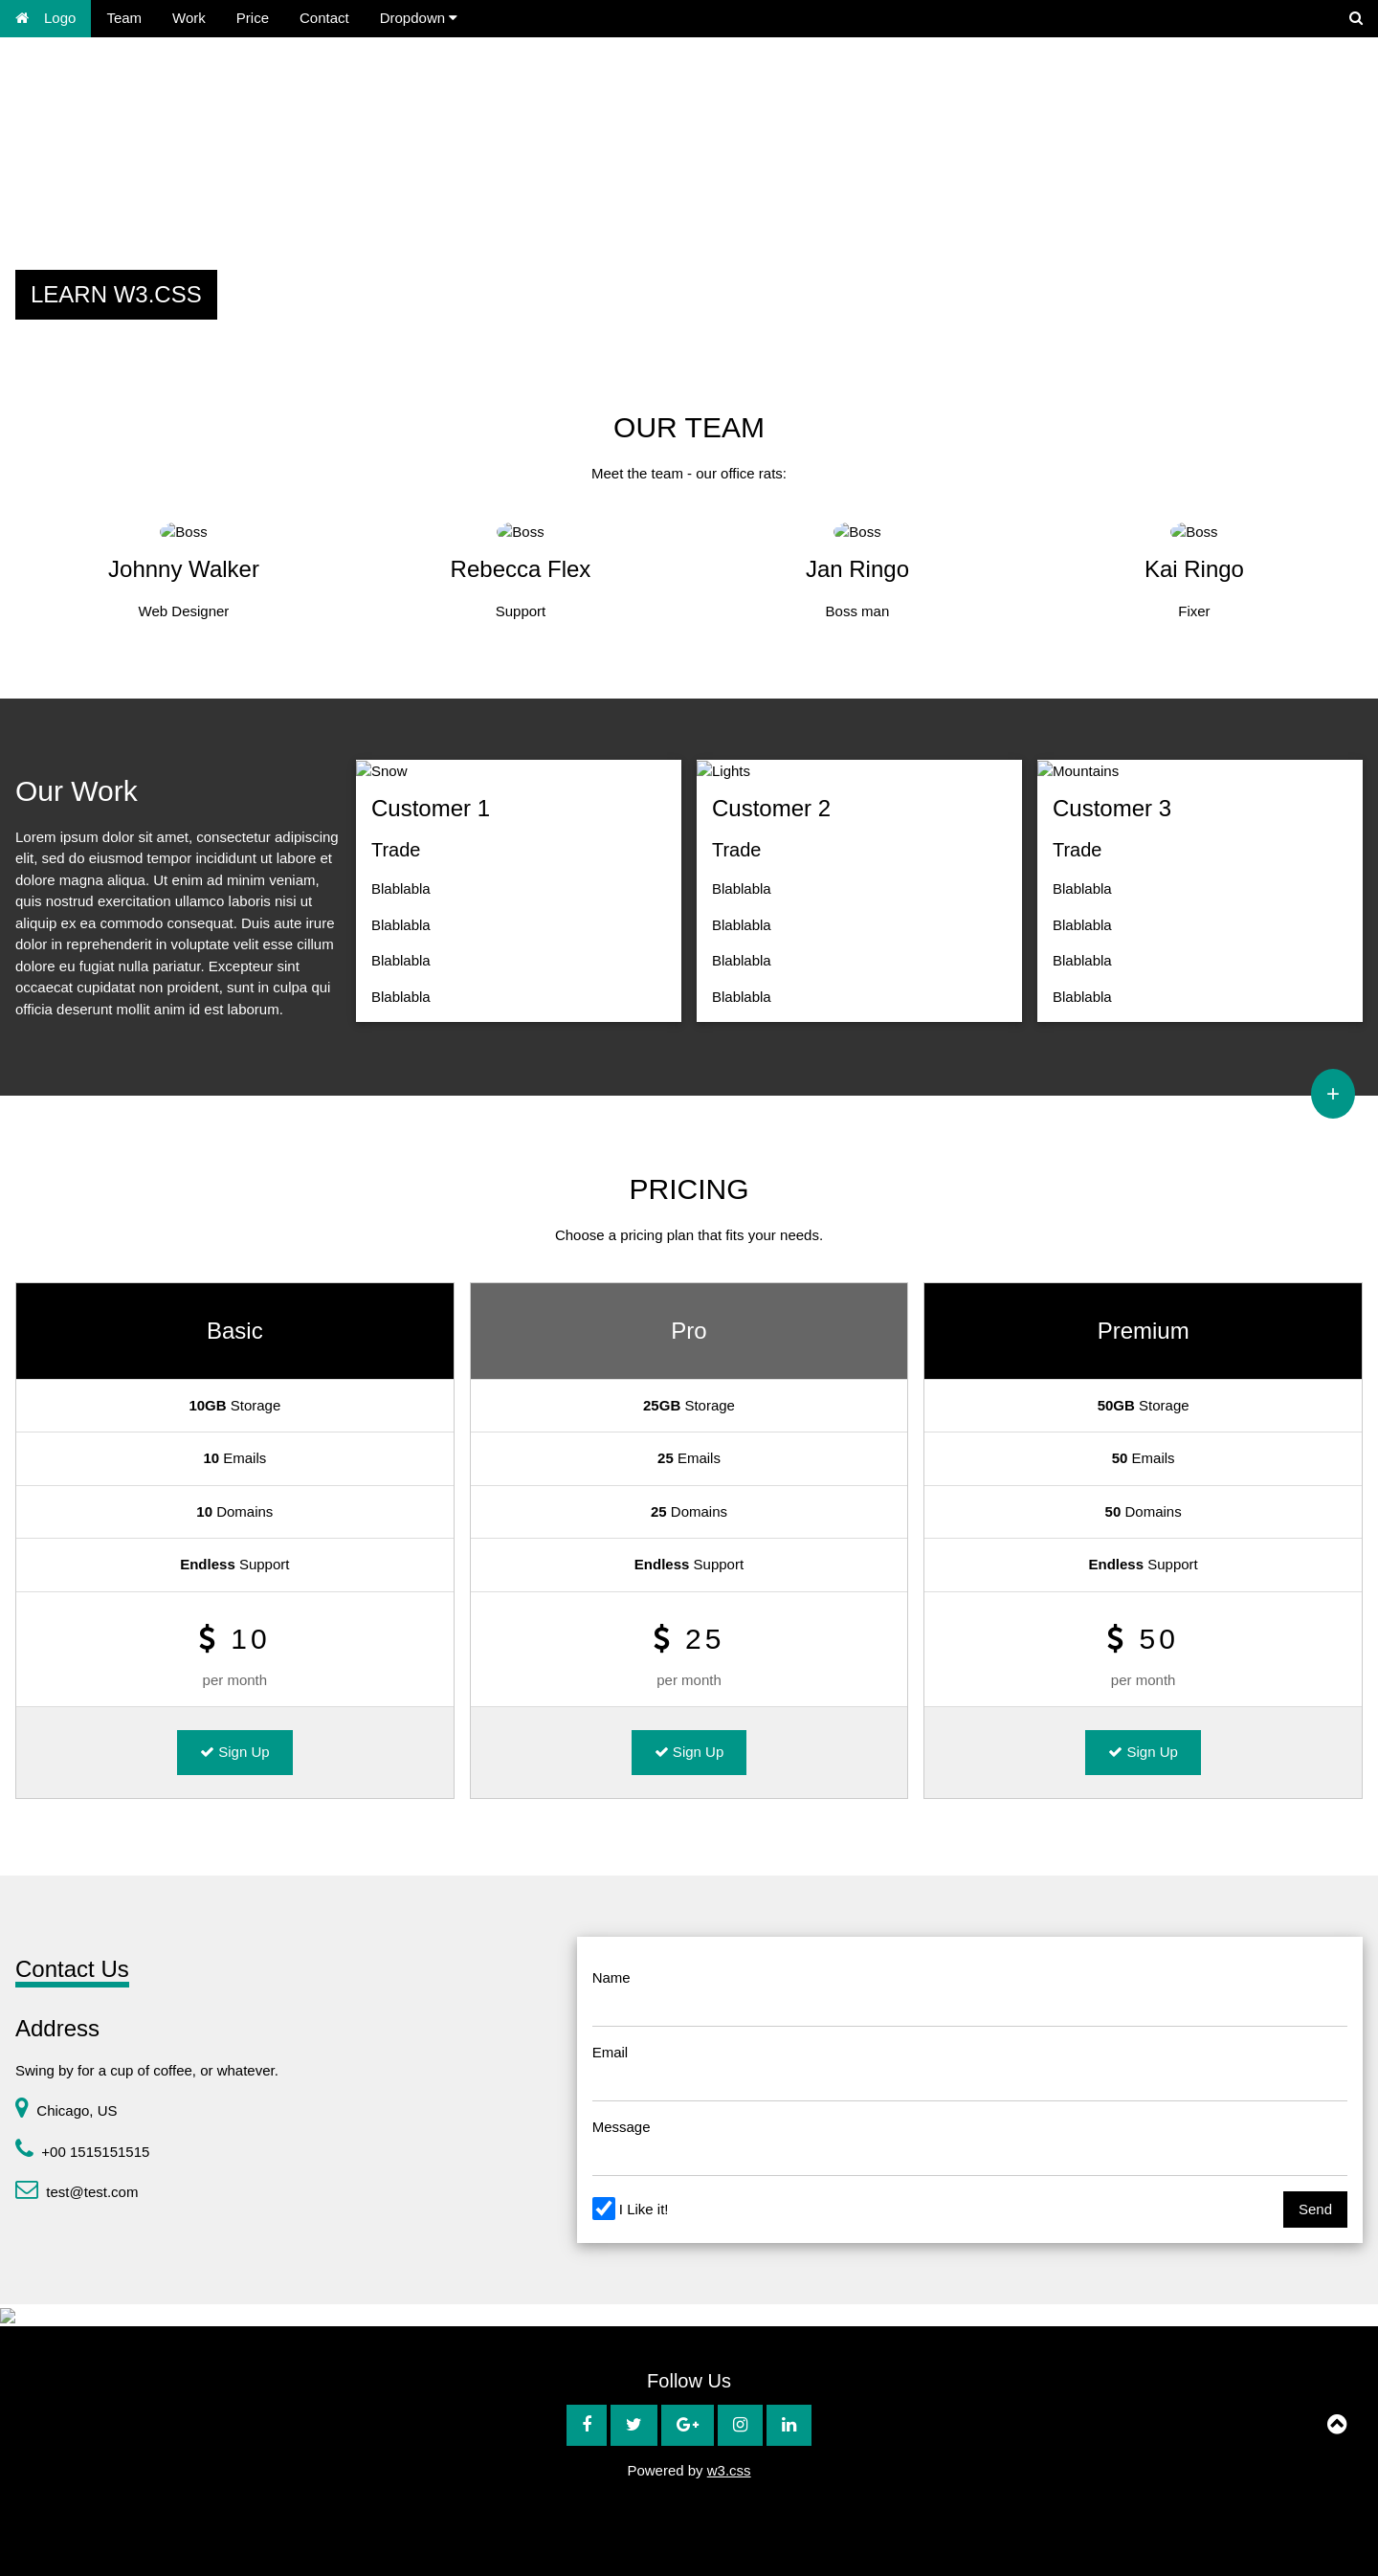 Logo Team Work Price Contact Dropdown
LEARN W3.CSS
OUR TEAM
Meet the team - our office rats:
Boss Boss Boss Boss
Johnny Walker Rebecca Flex Jan Ringo Kai Ringo
Web Designer Support Boss man Fixer
Our Work
Lorem ipsum dolor sit amet, consectetur adipiscing
elit, sed do eiusmod tempor incididunt ut labore et
dolore magna aliqua. Ut enim ad minim veniam,
quis nostrud exercitation ullamco laboris nisi ut
aliquip ex ea commodo consequat. Duis aute irure
dolor in reprehenderit in voluptate velit esse cillum
dolore eu fugiat nulla pariatur. Excepteur sint
occaecat cupidatat non proident, sunt in culpa qui
officia deserunt mollit anim id est laborum.
Snow
Customer 1
Trade
Blablabla
Blablabla
Blablabla
Blablabla
Lights
Customer 2
Trade
Blablabla
Blablabla
Blablabla
Blablabla
Mountains
Customer 3
Trade
Blablabla
Blablabla
Blablabla
Blablabla
+
PRICING
Choose a pricing plan that fits your needs.
Basic
10GB Storage
10 Emails
10 Domains
Endless Support
$ 10
per month
Sign Up
Pro
25GB Storage
25 Emails
25 Domains
Endless Support
$ 25
per month
Sign Up
Premium
50GB Storage
50 Emails
50 Domains
Endless Support
$ 50
per month
Sign Up
Contact Us
Address
Swing by for a cup of coffee, or whatever.
Chicago, US
+00 1515151515
test@test.com
Name
Email
Message
I Like it!
Send
Follow Us
Powered by w3.css